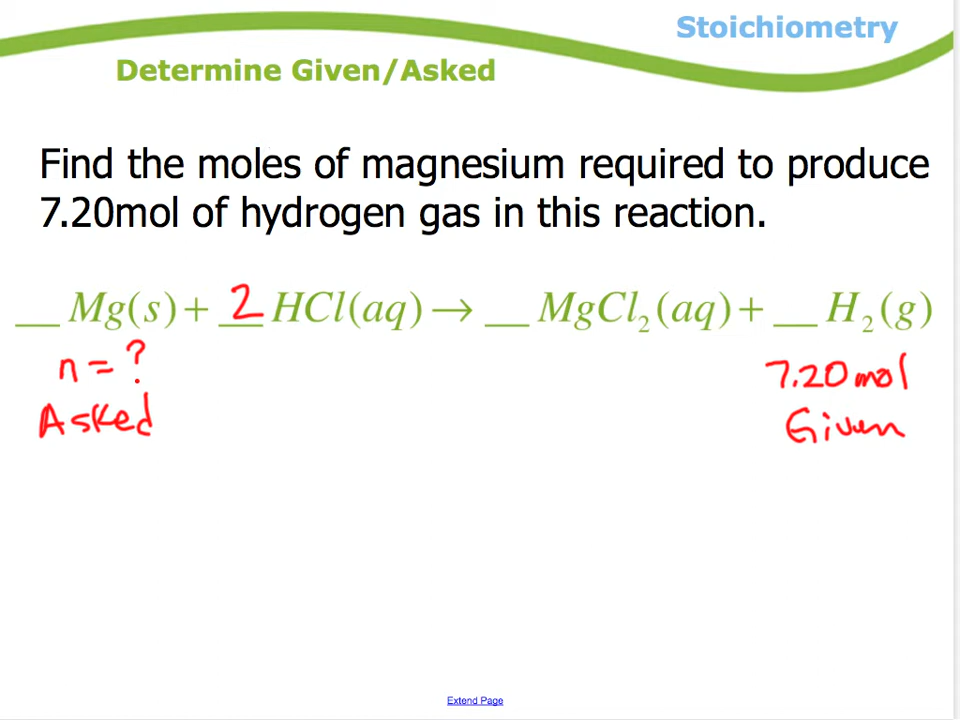 Stoichiometry
Determine Given/Asked
Find the moles of magnesium required to produce
7.20mol of hydrogen gas in this reaction.
__ Mg(s) + 2 HCl(aq) → __ MgCl₂(aq) + __ H₂(g)
n = ? 7.20 mol
Asked Given
Extend Page